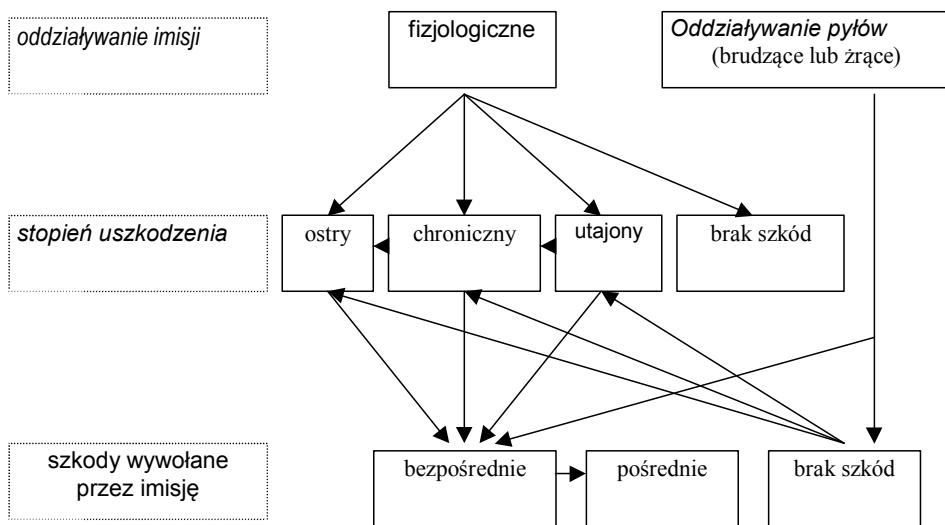 oddziaływanie imisji
fizjologiczne
Oddziaływanie pyłów
(brudzące lub żrące)
stopień uszkodzenia
ostry
chroniczny
utajony
brak szkód
szkody wywołane
przez imisję
bezpośrednie
pośrednie
brak szkód